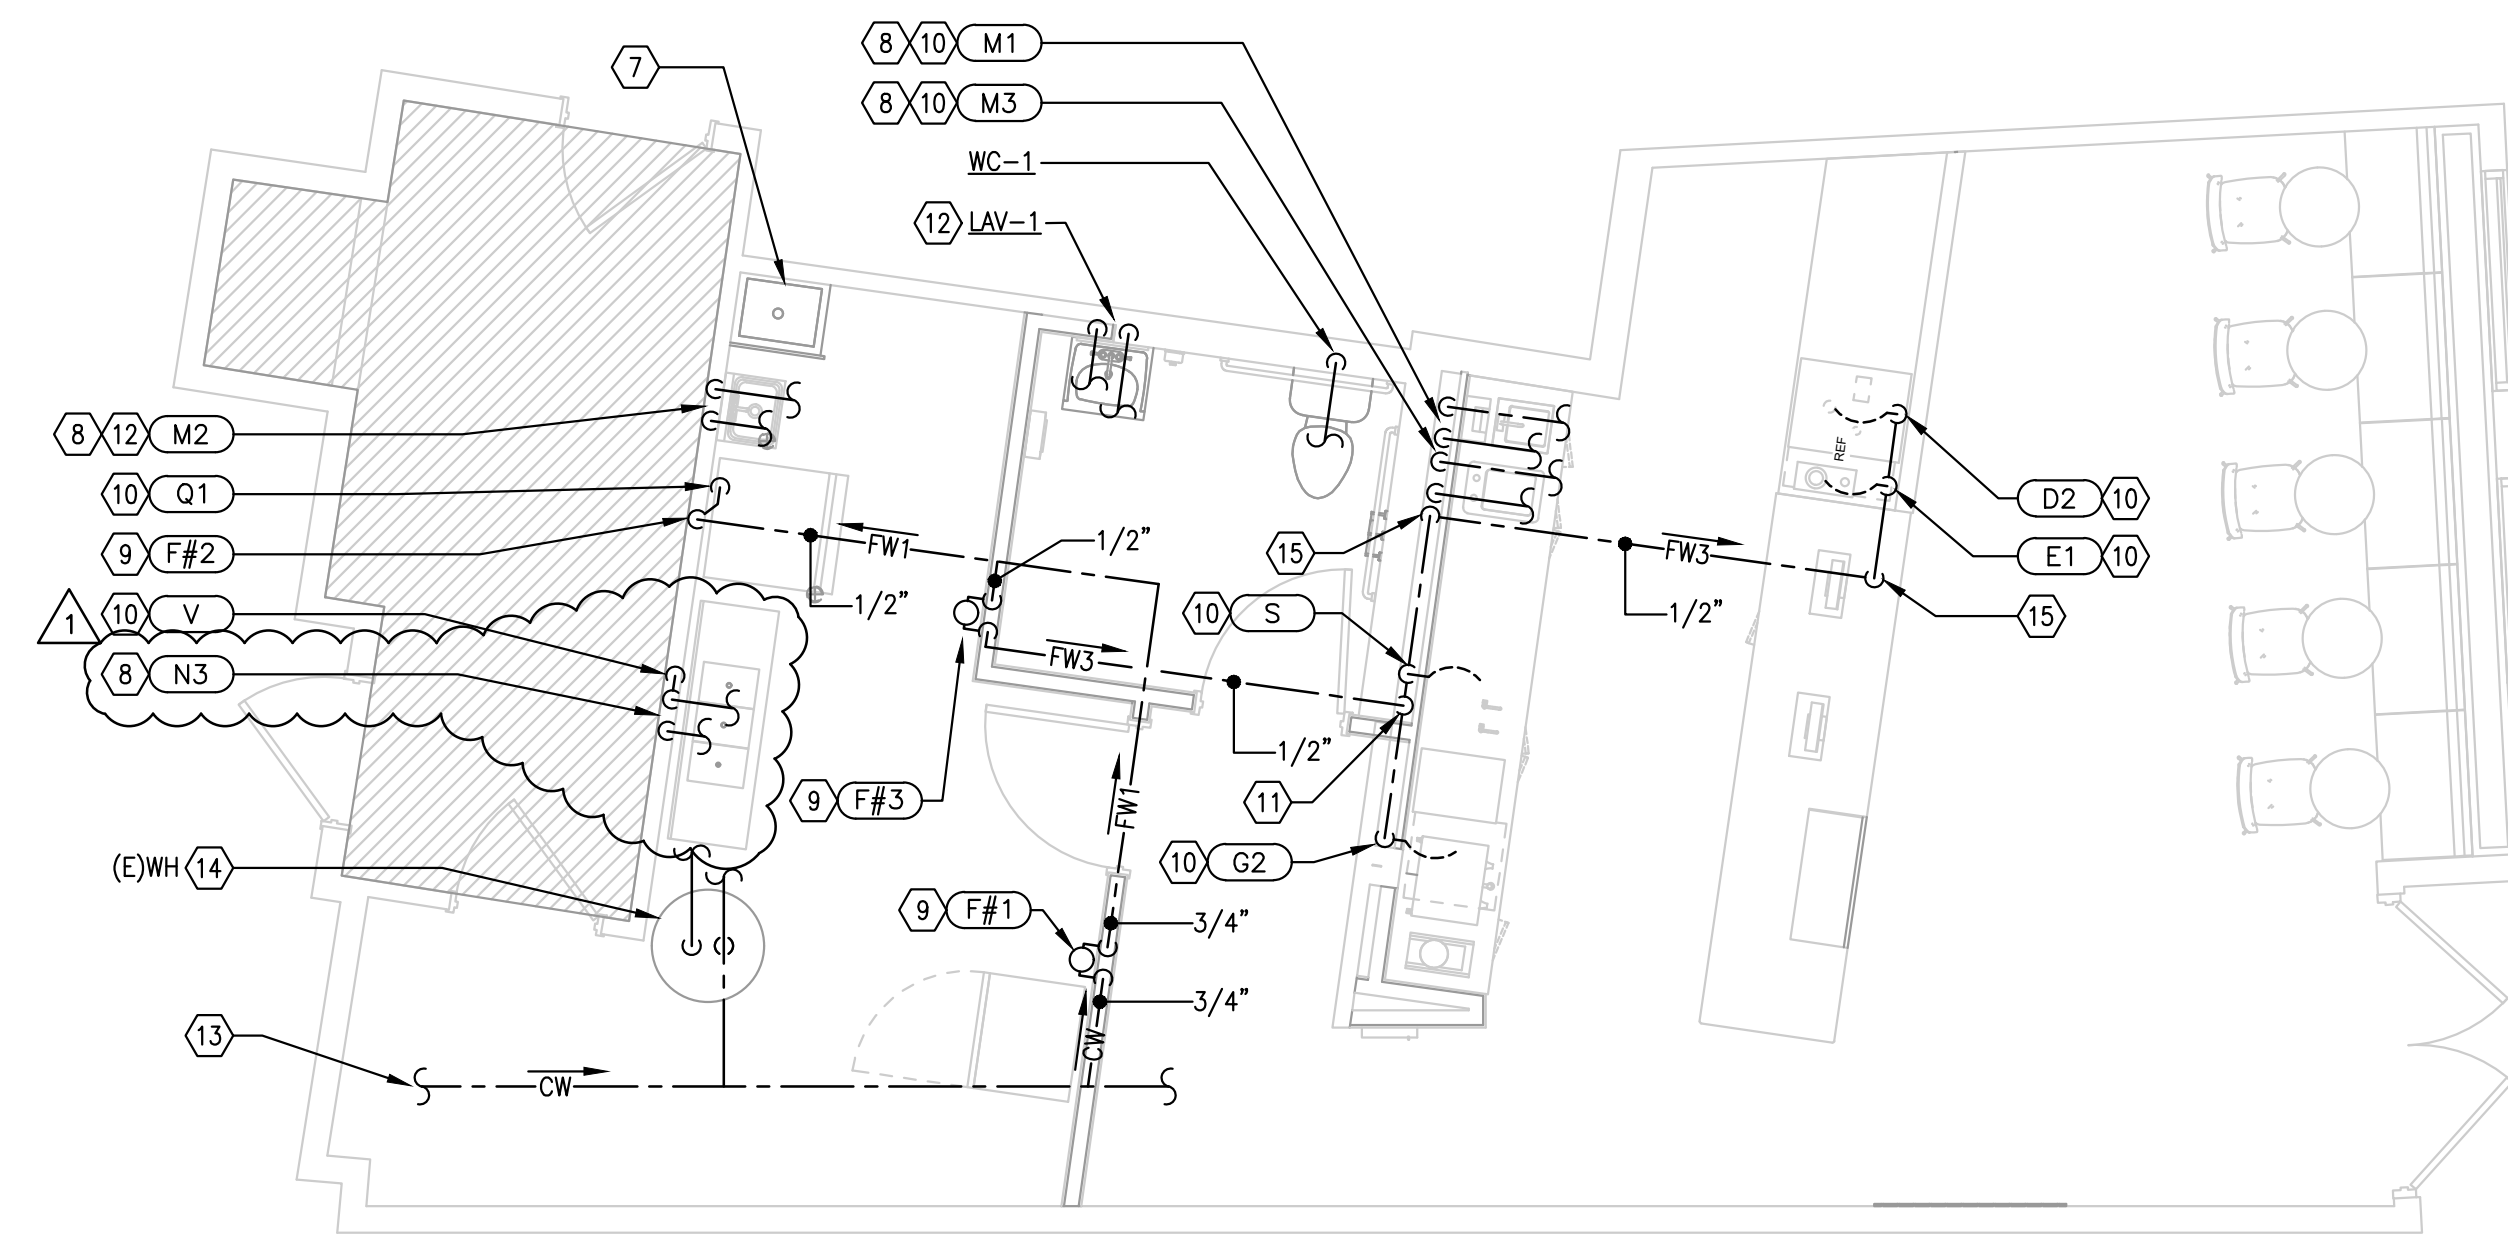 8 10 M1
7
8 10 M3
WC-1
12 LAV-1
8 12 M2
REF
10 Q1
D2 10
9 F#2
FW1
1/2"
15
FW3
E1 10
1/2"
1/2"
10 V
1
10 S
15
FW3
8 N3
1/2"
9 F#3
11
FW1
(E)WH 14
10 G2
9 F#1
3/4"
3/4"
13
CW
CW